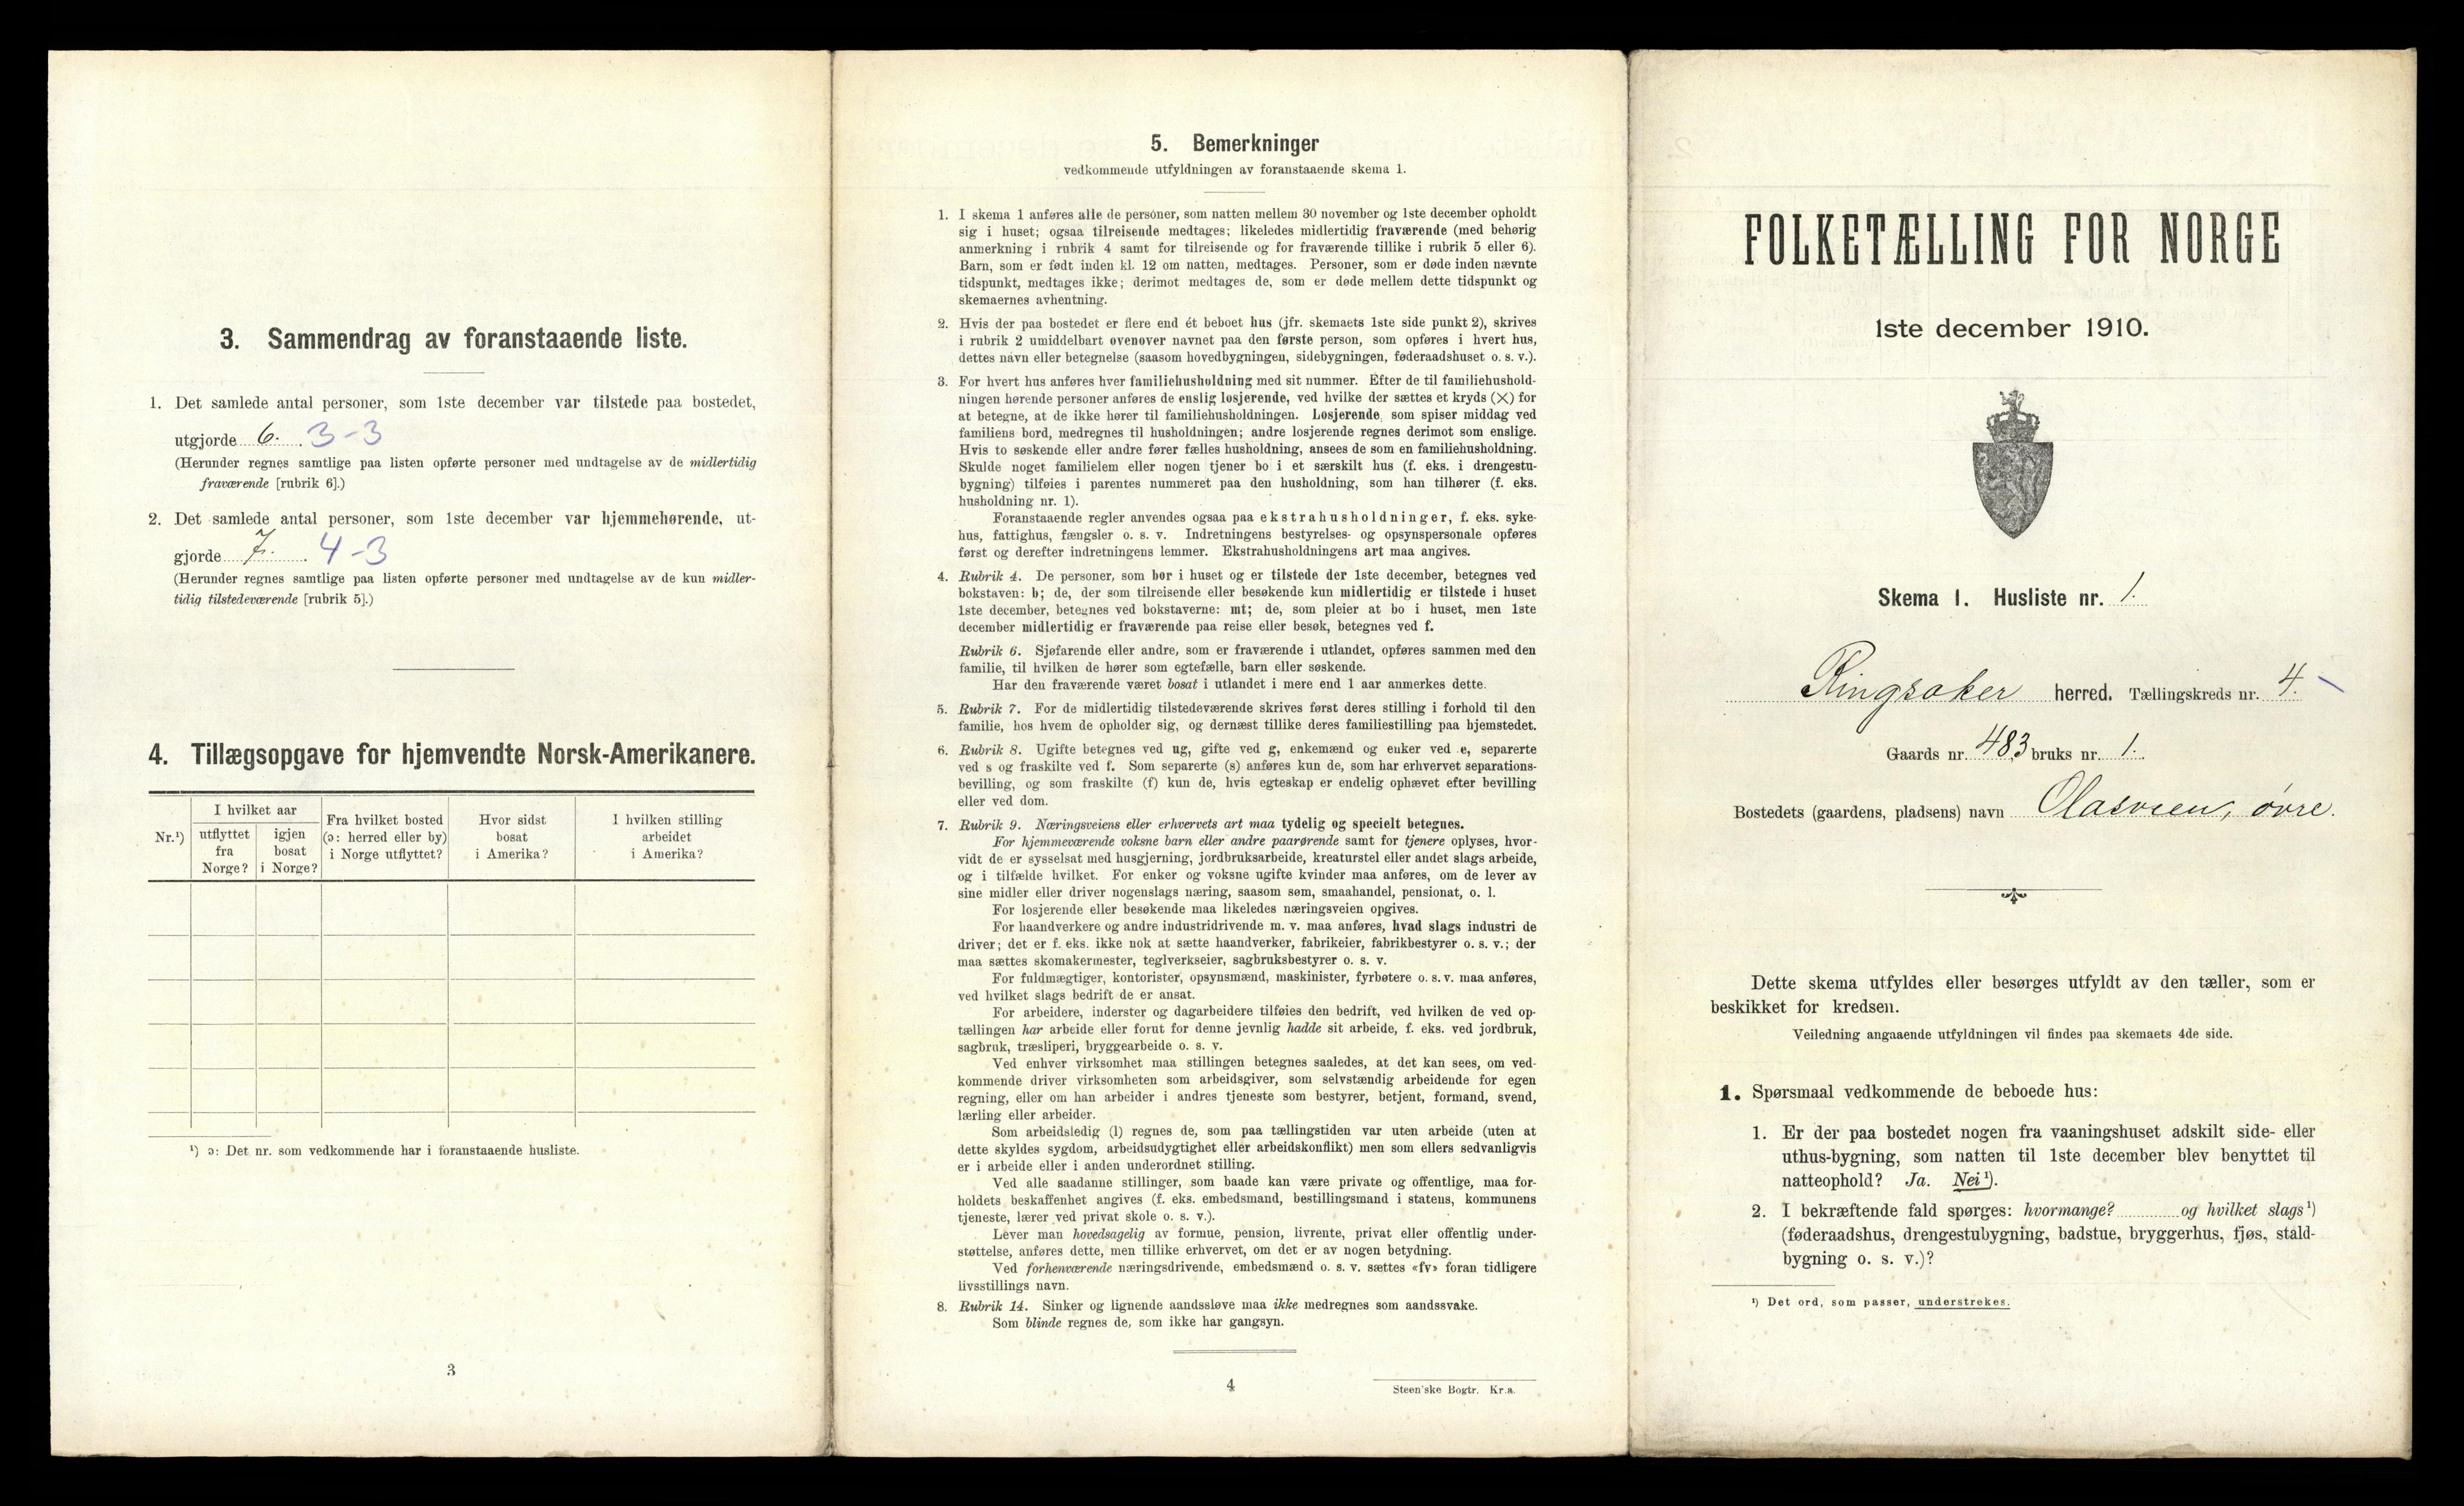 3. Sammendrag av foranstaaende liste.
1. Det samlede antal personer, som 1ste december var tilstede paa bostedet,
utgjorde 6. 3-3
(Herunder regnes samtlige paa listen opførte personer med undtagelse av de midlertidig
fraværende [rubrik 6].)
2. Det samlede antal personer, som 1ste december var hjemmehørende, ut-
gjorde 7. 4-3
(Herunder regnes samtlige paa listen opførte personer med undtagelse av de kun midler-
tidig tilstedeværende [rubrik 5].)
4. Tillægsopgave for hjemvendte Norsk-Amerikanere.
Nr.¹)
I hvilket aar
utflyttet
fra
Norge?
igjen
bosat
i Norge?
Fra hvilket bosted
(ɔ: herred eller by)
i Norge utflyttet?
Hvor sidst
bosat
i Amerika?
I hvilken stilling
arbeidet
i Amerika?
¹) ɔ: Det nr. som vedkommende har i foranstaaende husliste.
3
5. Bemerkninger
vedkommende utfyldningen av foranstaaende skema 1.
1. I skema 1 anføres alle de personer, som natten mellem 30 november og 1ste december opholdt
sig i huset; ogsaa tilreisende medtages; likeledes midlertidig fraværende (med behørig
anmerkning i rubrik 4 samt for tilreisende og for fraværende tillike i rubrik 5 eller 6).
Barn, som er født inden kl. 12 om natten, medtages. Personer, som er døde inden nævnte
tidspunkt, medtages ikke; derimot medtages de, som er døde mellem dette tidspunkt og
skemaernes avhentning.
2. Hvis der paa bostedet er flere end ét beboet hus (jfr. skemaets 1ste side punkt 2), skrives
i rubrik 2 umiddelbart ovenover navnet paa den første person, som opføres i hvert hus,
dettes navn eller betegnelse (saasom hovedbygningen, sidebygningen, føderaadshuset o. s. v.).
3. For hvert hus anføres hver familiehusholdning med sit nummer. Efter de til familiehushold-
ningen hørende personer anføres de enslig losjerende, ved hvilke der sættes et kryds (×) for
at betegne, at de ikke hører til familiehusholdningen. Losjerende som spiser middag ved
familiens bord, medregnes til husholdningen; andre losjerende regnes derimot som enslige.
Hvis to søskende eller andre fører fælles husholdning, ansees de som en familiehusholdning.
Skulde noget familielem eller nogen tjener bo i et særskilt hus (f. eks. i drengestu-
bygning) tilføies i parentes nummeret paa den husholdning, som han tilhører (f. eks.
husholdning nr. 1).
Foranstaaende regler anvendes ogsaa paa ekstrahusholdninger, f. eks. syke-
hus, fattighus, fængsler o. s. v. Indretningens bestyrelses- og opsynspersonale opføres
først og derefter indretningens lemmer. Ekstrahusholdningens art maa angives.
4. Rubrik 4. De personer, som bor i huset og er tilstede der 1ste december, betegnes ved
bokstaven: b; de, der som tilreisende eller besøkende kun midlertidig er tilstede i huset
1ste december, betegnes ved bokstaverne: mt; de, som pleier at bo i huset, men 1ste
december midlertidig er fraværende paa reise eller besøk, betegnes ved f.
Rubrik 6. Sjøfarende eller andre, som er fraværende i utlandet, opføres sammen med den
familie, til hvilken de hører som egtefælle, barn eller søskende.
Har den fraværende været bosat i utlandet i mere end 1 aar anmerkes dette.
5. Rubrik 7. For de midlertidig tilstedeværende skrives først deres stilling i forhold til den
familie, hos hvem de opholder sig, og dernæst tillike deres familiestilling paa hjemstedet.
6. Rubrik 8. Ugifte betegnes ved ug, gifte ved g, enkemænd og enker ved e, separerte
ved s og fraskilte ved f. Som separerte (s) anføres kun de, som har erhvervet separations-
bevilling, og som fraskilte (f) kun de, hvis egteskap er endelig ophævet efter bevilling
eller ved dom.
7. Rubrik 9. Næringsveiens eller erhvervets art maa tydelig og specielt betegnes.
For hjemmeværende voksne barn eller andre paarørende samt for tjenere oplyses, hvor-
vidt de er sysselsat med husgjerning, jordbruksarbeide, kreaturstel eller andet slags arbeide,
og i tilfælde hvilket. For enker og voksne ugifte kvinder maa anføres, om de lever av
sine midler eller driver nogenslags næring, saasom søm, smaahandel, pensionat, o. l.
For losjerende eller besøkende maa likeledes næringsveien opgives.
For haandverkere og andre industridrivende m. v. maa anføres, hvad slags industri de
driver; det er f. eks. ikke nok at sætte haandverker, fabrikeier, fabrikbestyrer o. s. v.; der
maa sættes skomakermester, teglverkseier, sagbruksbestyrer o. s. v.
For fuldmægtiger, kontorister, opsynsmænd, maskinister, fyrbøtere o. s. v. maa anføres,
ved hvilket slags bedrift de er ansat.
For arbeidere, inderster og dagarbeidere tilføies den bedrift, ved hvilken de ved op-
tællingen har arbeide eller forut for denne jevnlig hadde sit arbeide, f. eks. ved jordbruk,
sagbruk, træsliperi, bryggearbeide o. s. v.
Ved enhver virksomhet maa stillingen betegnes saaledes, at det kan sees, om ved-
kommende driver virksomheten som arbeidsgiver, som selvstændig arbeidende for egen
regning, eller om han arbeider i andres tjeneste som bestyrer, betjent, formand, svend,
lærling eller arbeider.
Som arbeidsledig (l) regnes de, som paa tællingstiden var uten arbeide (uten at
dette skyldes sygdom, arbeidsudygtighet eller arbeidskonflikt) men som ellers sedvanligvis
er i arbeide eller i anden underordnet stilling.
Ved alle saadanne stillinger, som baade kan være private og offentlige, maa for-
holdets beskaffenhet angives (f. eks. embedsmand, bestillingsmand i statens, kommunens
tjeneste, lærer ved privat skole o. s. v.).
Lever man hovedsagelig av formue, pension, livrente, privat eller offentlig under-
støttelse, anføres dette, men tillike erhvervet, om det er av nogen betydning.
Ved forhenværende næringsdrivende, embedsmænd o. s. v. sættes «fv» foran tidligere
livsstillings navn.
8. Rubrik 14. Sinker og lignende aandssløve maa ikke medregnes som aandssvake.
Som blinde regnes de, som ikke har gangsyn.
4
Steen'ske Bogtr. Kr.a.
FOLKETÆLLING FOR NORGE
1ste december 1910.
Skema 1. Husliste nr. 1.
Ringsaker herred. Tællingskreds nr. 4.
Gaards nr. 483, bruks nr. 1.
Bostedets (gaardens, pladsens) navn Olasveen, øvre.
Dette skema utfyldes eller besørges utfyldt av den tæller, som er
beskikket for kredsen.
Veiledning angaaende utfyldningen vil findes paa skemaets 4de side.
1. Spørsmaal vedkommende de beboede hus:
1. Er der paa bostedet nogen fra vaaningshuset adskilt side- eller
uthus-bygning, som natten til 1ste december blev benyttet til
natteophold? Ja. Nei¹).
2. I bekræftende fald spørges: hvormange? og hvilket slags¹)
(føderaadshus, drengestubygning, badstue, bryggerhus, fjøs, stald-
bygning o. s. v.)?
¹) Det ord, som passer, understrekes.